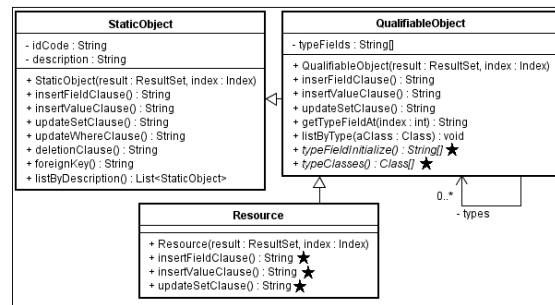 StaticObject
- idCode : String
- description : String
+ StaticObject(result : ResultSet, index : Index)
+ insertFieldClause() : String
+ insertValueClause() : String
+ updateSetClause() : String
+ updateWhereClause() : String
+ deletionClause() : String
+ foreignKey() : String
+ listByDescription() : List<StaticObject>
QualifiableObject
- typeFields : String[]
+ QualifiableObject(result : ResultSet, index : Index)
+ inserFieldClause() : String
+ insertValueClause() : String
+ updateSetClause() : String
+ getTypeFieldAt(index : int) : String
+ listByType(aClass : Class) : void
+ typeFieldInitialize() : String[] ★
+ typeClasses() : Class[] ★
0..*
- types
Resource
+ Resource(result : ResultSet, index : Index)
+ insertFieldClause() : String ★
+ insertValueClause() : String ★
+ updateSetClause() : String ★